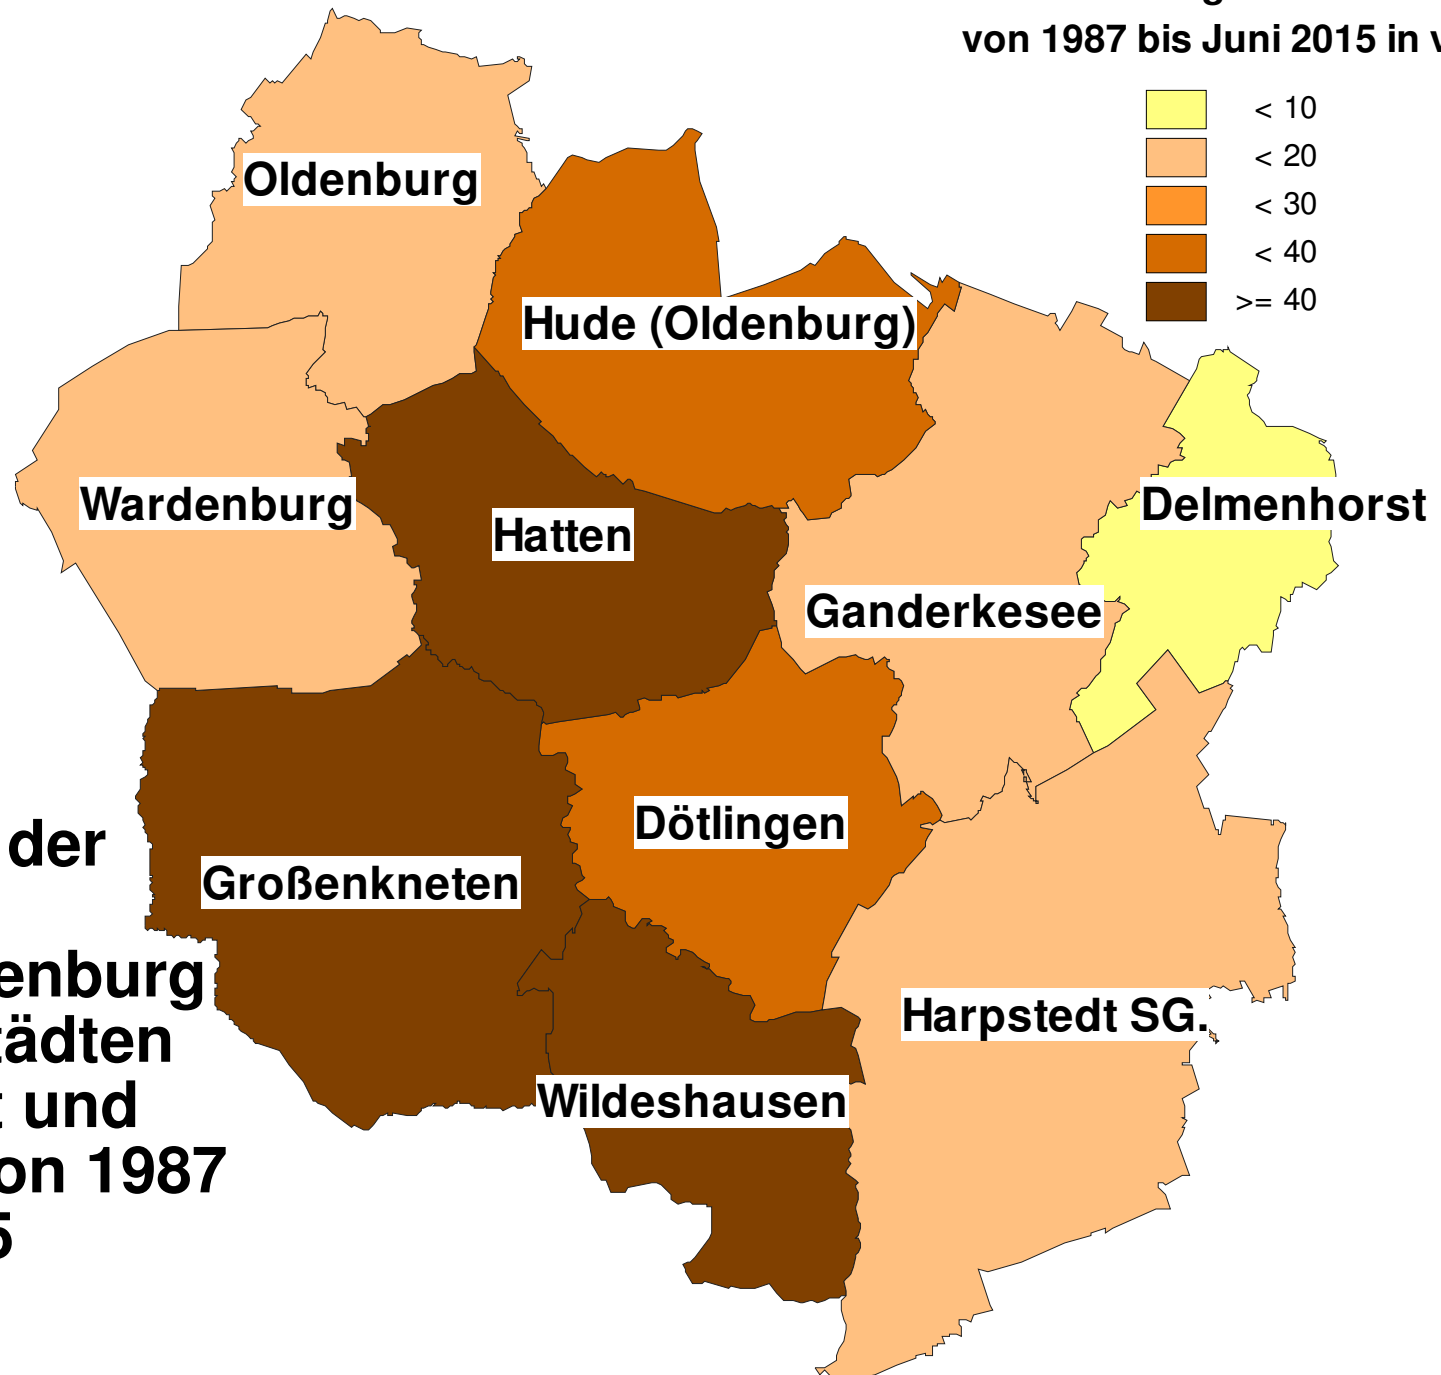 von 1987 bis Juni 2015 in
< 10
< 20
< 30
< 40
>= 40
Oldenburg
Hude (Oldenburg)
Wardenburg
Hatten
Delmenhorst
Ganderkesee
Dötlingen
Großenkneten
Harpstedt SG.
Wildeshausen
der
enburg
tädten
und
on 1987
5